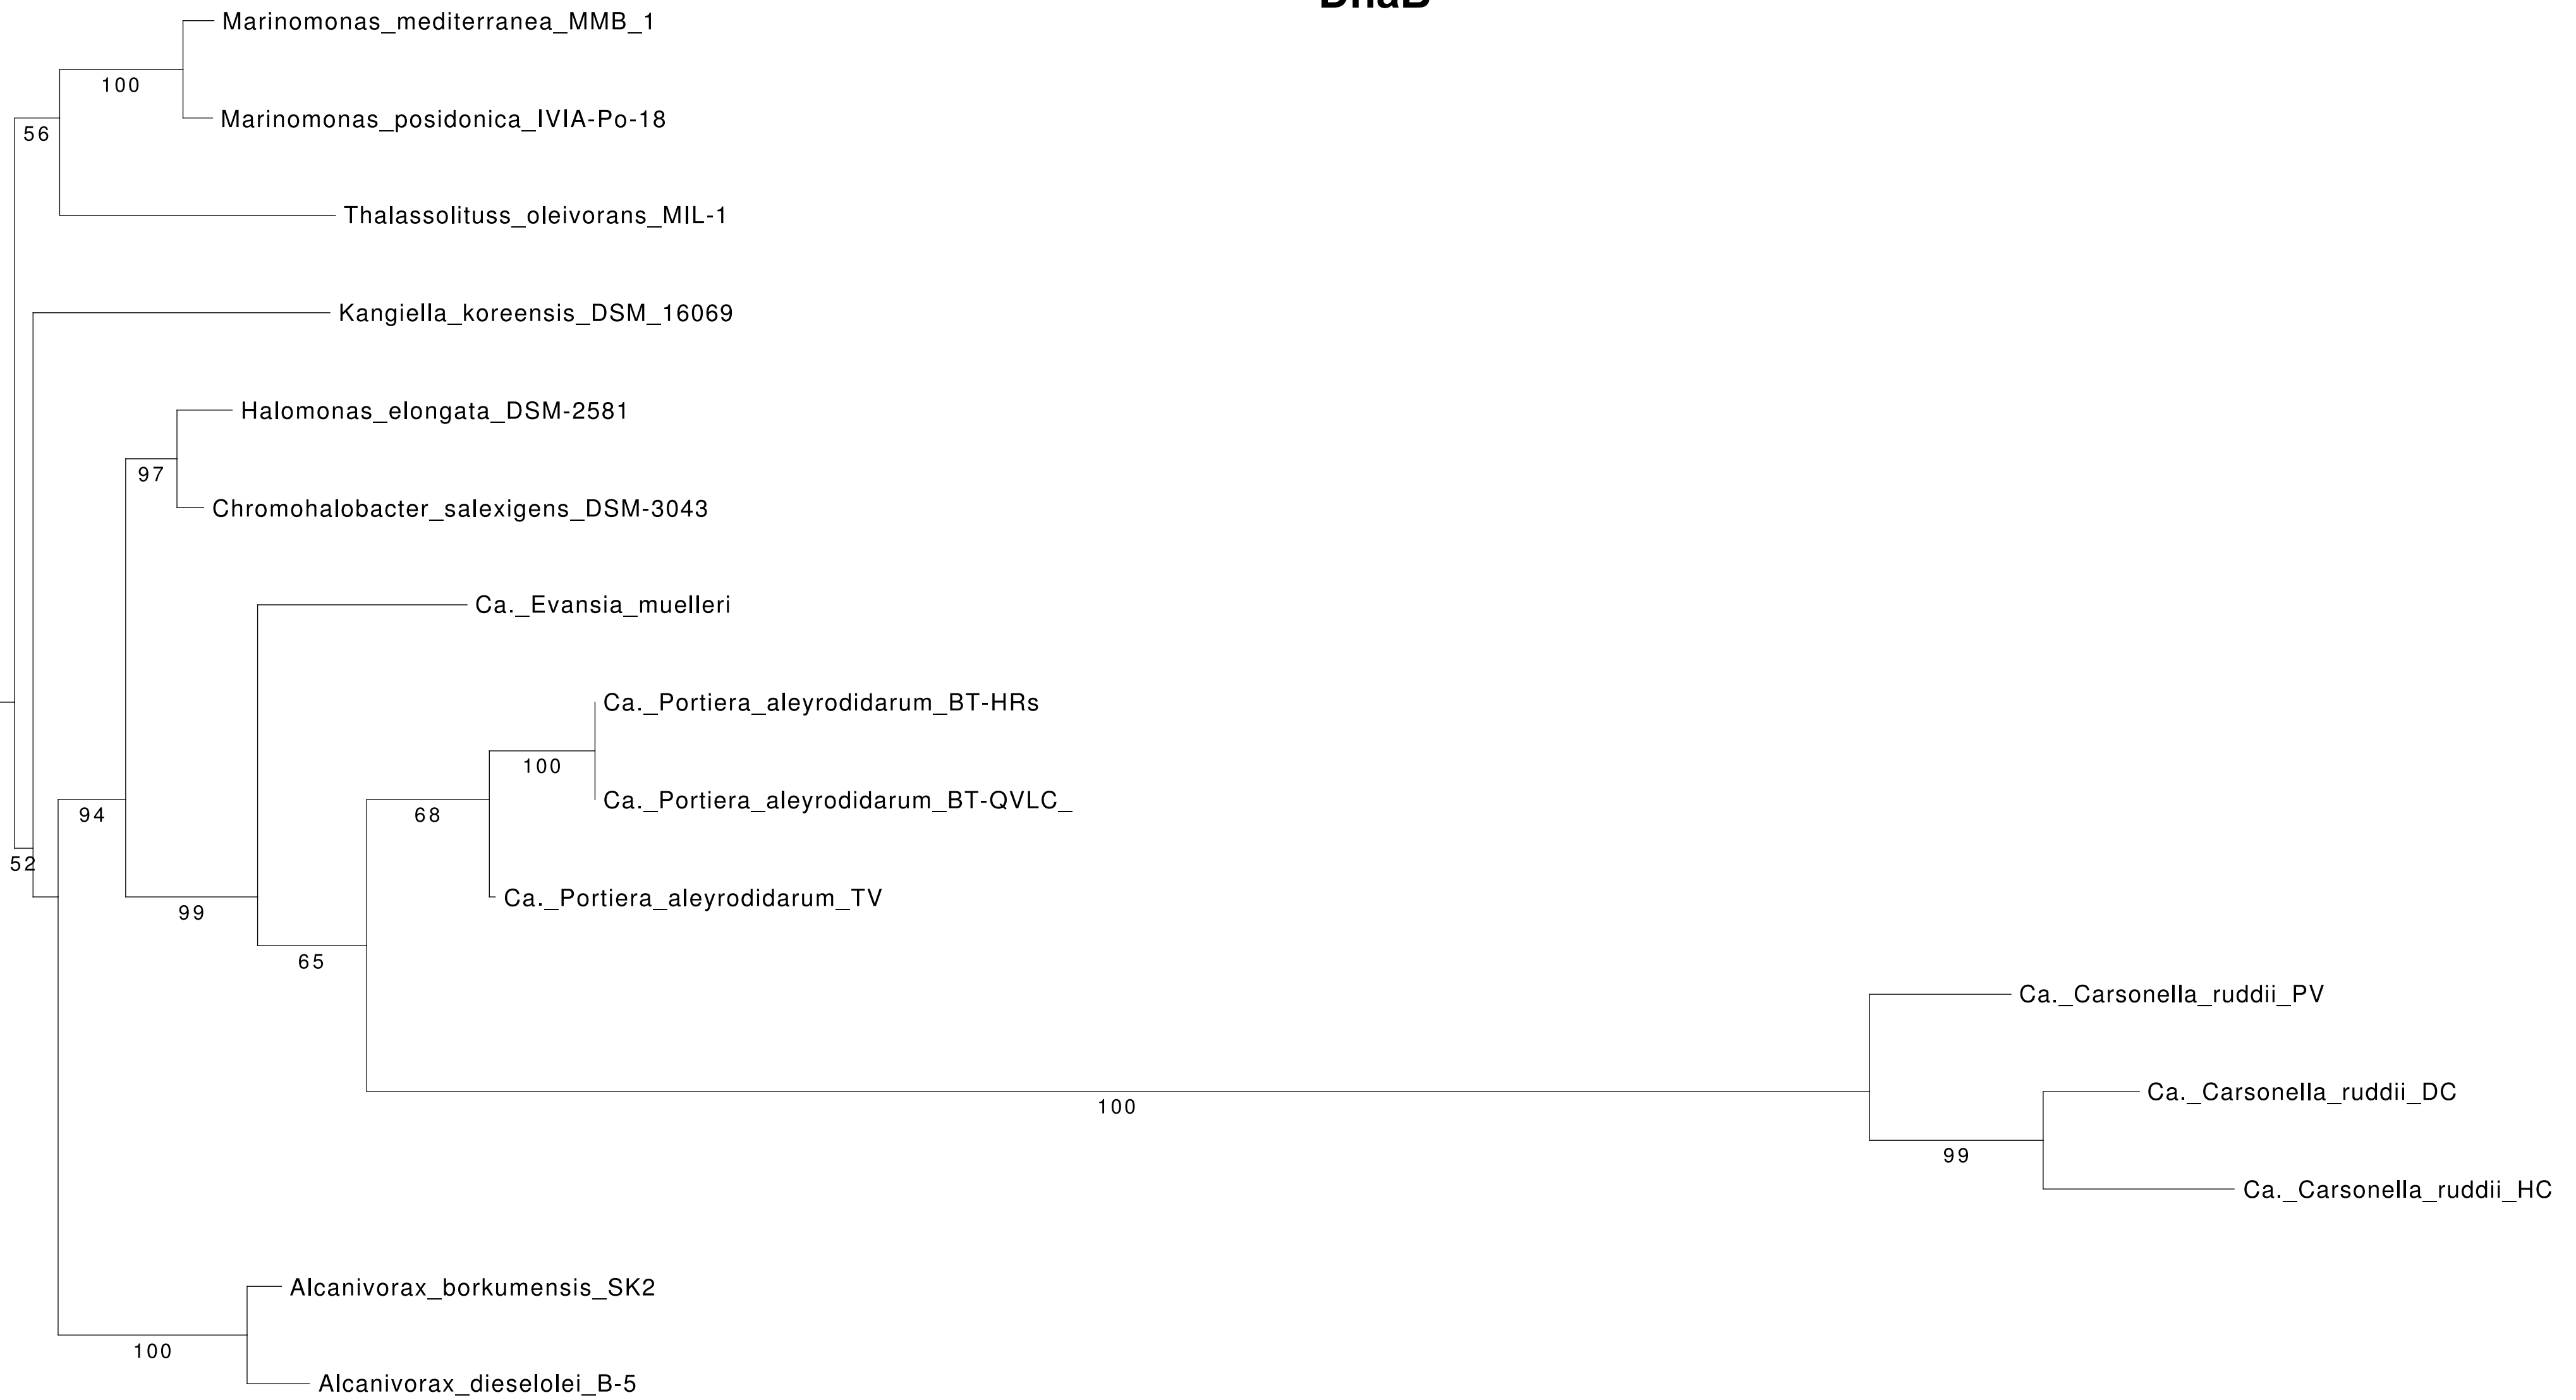 DnaB
Marinomonas_mediterranea_MMB_1
100
Marinomonas_posidonica_IVIA-Po-18
56
Thalassolituss_oleivorans_MIL-1
Kangiella_koreensis_DSM_16069
Halomonas_elongata_DSM-2581
97
Chromohalobacter_salexigens_DSM-3043
Ca._Evansia_muelleri
Ca._Portiera_aleyrodidarum_BT-HRs
100
Ca._Portiera_aleyrodidarum_BT-QVLC_
94
68
52
Ca._Portiera_aleyrodidarum_TV
99
65
Ca._Carsonella_ruddii_PV
Ca._Carsonella_ruddii_DC
100
99
Ca._Carsonella_ruddii_HC
Alcanivorax_borkumensis_SK2
100
Alcanivorax_dieselolei_B-5